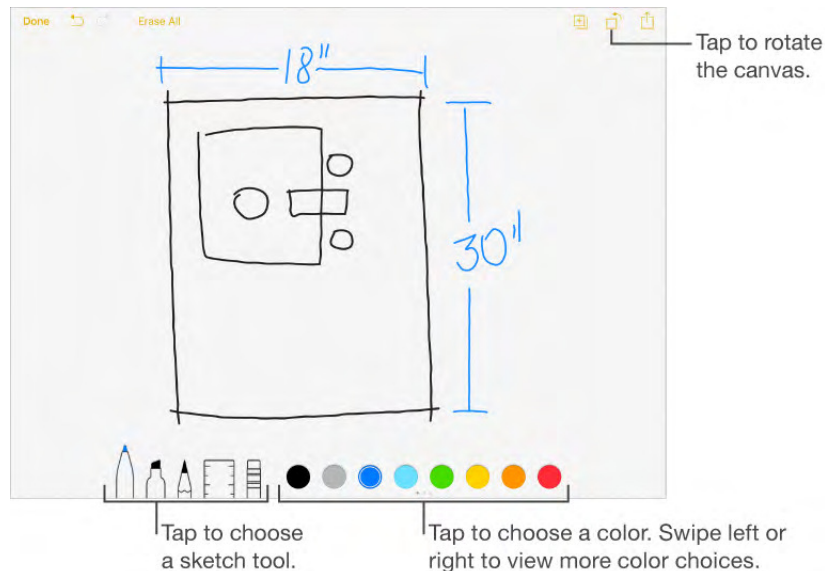 Done
Erase All
18"
Tap to rotate
the canvas.
30"
Tap to choose
a sketch tool.
Tap to choose a color. Swipe left or
right to view more color choices.